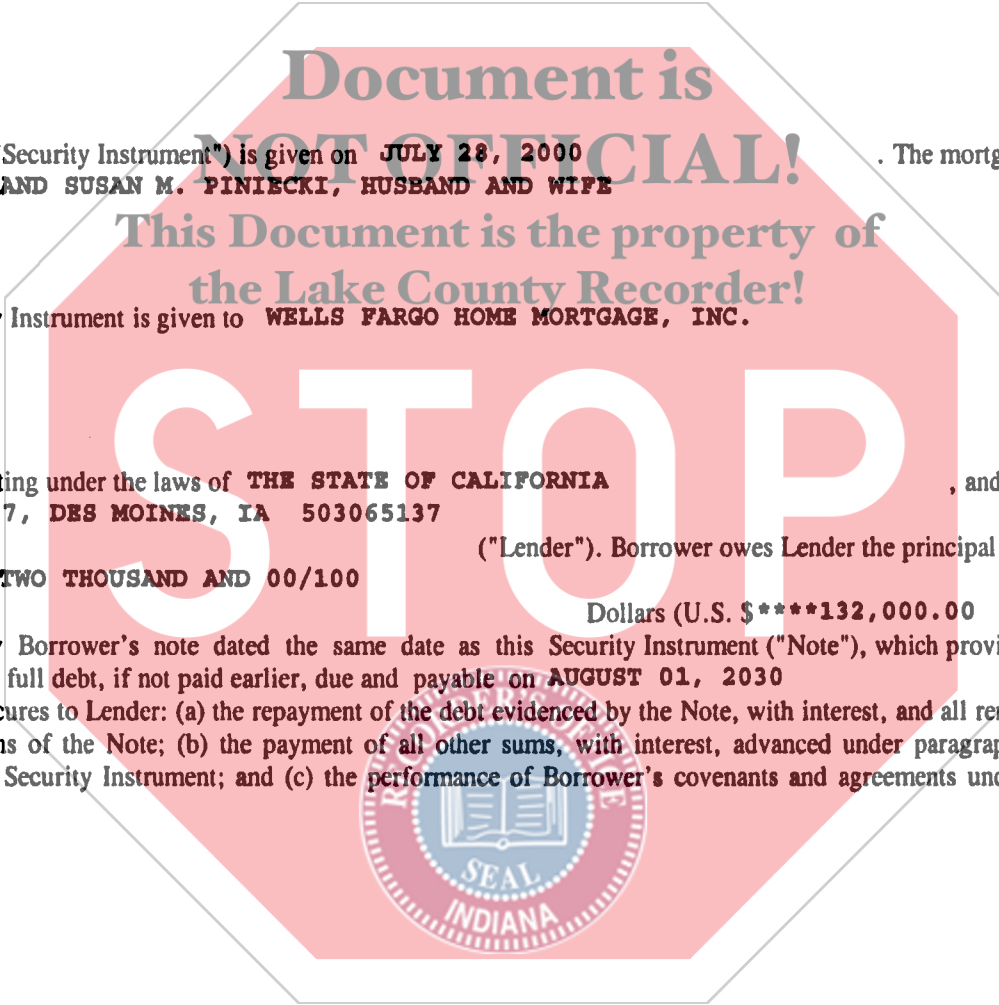 Document is
NOT OFFICIAL!
Security Instrument") is given on JULY 28, 2000 . The mortg
AND SUSAN M. PINIECKI, HUSBAND AND WIFE
This Document is the property of
the Lake County Recorder!
Instrument is given to WELLS FARGO HOME MORTGAGE, INC.
STOP
ting under the laws of THE STATE OF CALIFORNIA , and
7, DES MOINES, IA 503065137
("Lender"). Borrower owes Lender the principal
TWO THOUSAND AND 00/100
Dollars (U.S. $****132,000.00
Borrower's note dated the same date as this Security Instrument ("Note"), which provi
full debt, if not paid earlier, due and payable on AUGUST 01, 2030
cures to Lender: (a) the repayment of the debt evidenced by the Note, with interest, and all re
ns of the Note; (b) the payment of all other sums, with interest, advanced under paragrap
Security Instrument; and (c) the performance of Borrower's covenants and agreements und
RECORDER'S OFFICE
SEAL
INDIANA